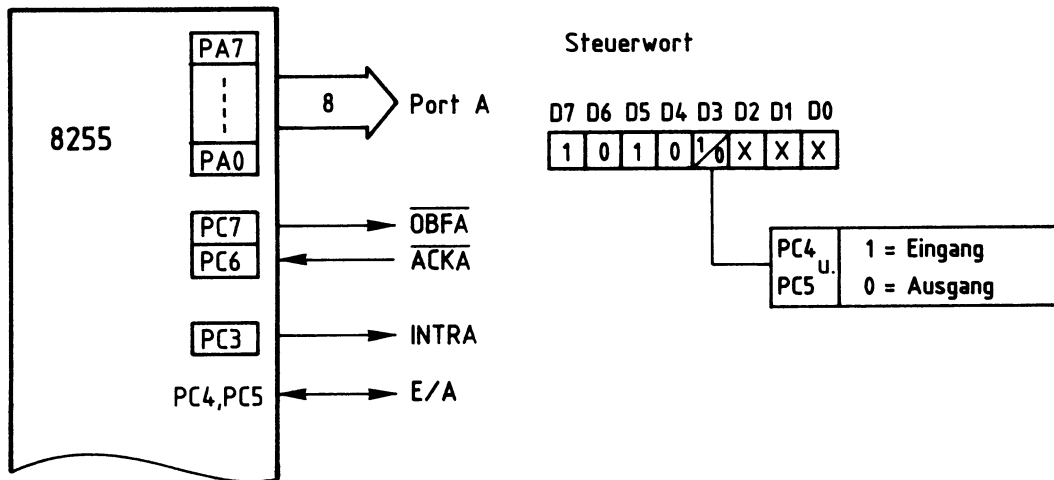 8255
PA7
PA0
8
Port A
PC7
OBFA
PC6
ACKA
PC3
INTRA
PC4,PC5
E/A
Steuerwort
D7 D6 D5 D4 D3 D2 D1 D0
1 0 1 0 1/0 X X X
PC4 u. PC5
1 = Eingang
0 = Ausgang